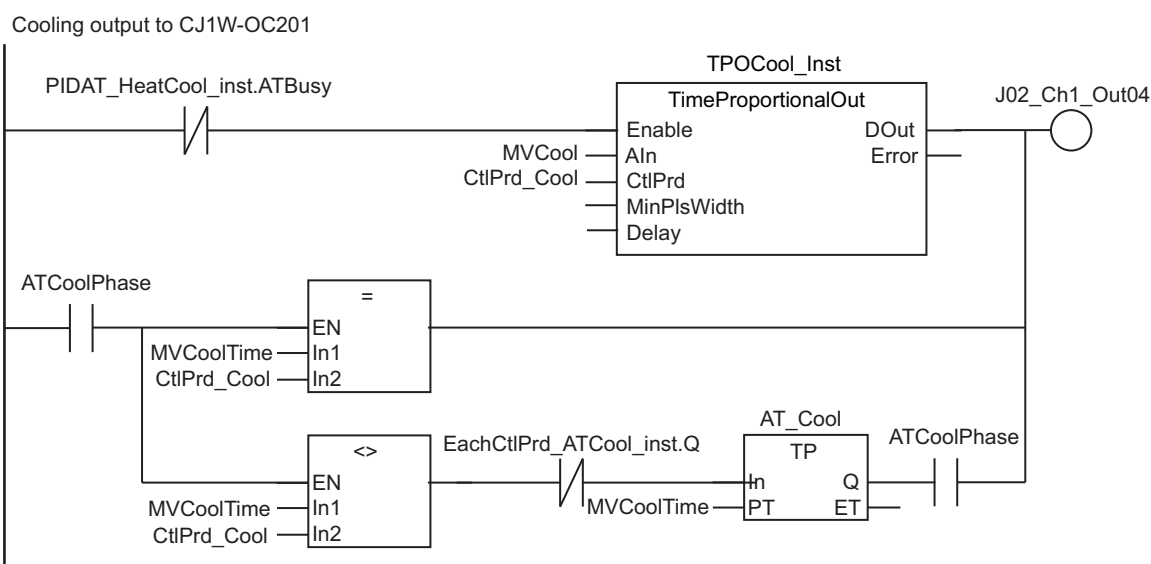 Cooling output to CJ1W-OC201
TPOCool_Inst
PIDAT_HeatCool_inst.ATBusy
TimeProportionalOut
J02_Ch1_Out04
Enable
DOut
MVCool
AIn
Error
CtlPrd_Cool
CtlPrd
MinPlsWidth
Delay
ATCoolPhase
=
EN
MVCoolTime
In1
CtlPrd_Cool
In2
AT_Cool
<>
EachCtlPrd_ATCool_inst.Q
TP
ATCoolPhase
EN
In
Q
MVCoolTime
In1
MVCoolTime
PT
ET
CtlPrd_Cool
In2